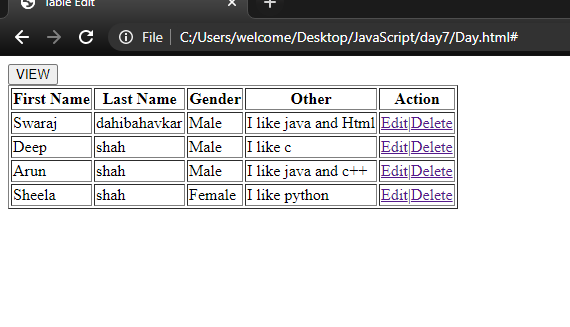 Table Edit
File C:/Users/welcome/Desktop/JavaScript/day7/Day.html#
VIEW
First Name Last Name Gender Other Action
Swaraj dahibahavkar Male I like java and Html Edit|Delete
Deep shah Male I like c Edit|Delete
Arun shah Male I like java and c++ Edit|Delete
Sheela shah Female I like python Edit|Delete